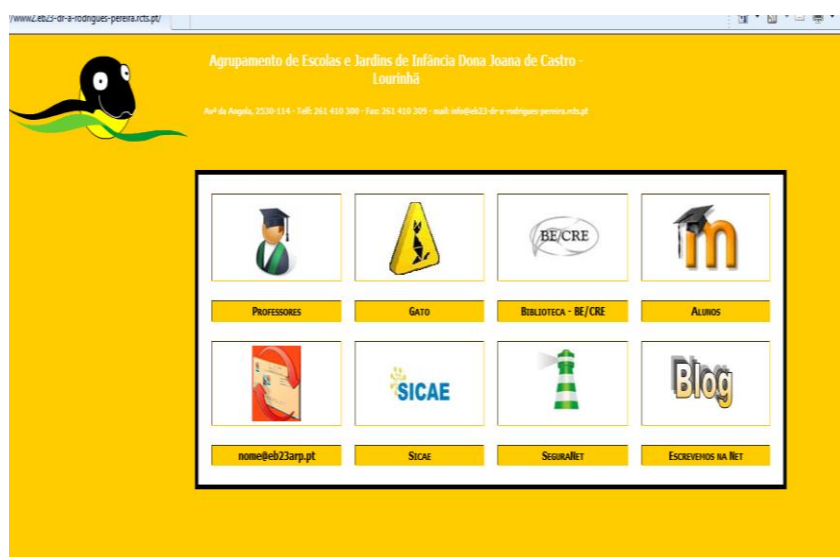 /www2.eb23-dr-a-rodrigues-pereira.rcts.pt/
Agrupamento de Escolas e Jardins de Infância Dona Joana de Castro -
Lourinhã
Avª de Angola, 2530-114 - Telf: 261 410 300 - Fax: 261 410 309 - mail: info@eb23-dr-a-rodrigues-pereira.rcts.pt
BE/CRE
m
PROFESSORES
GATO
BIBLIOTECA - BE/CRE
ALUNOS
SICAE
Blog
nome@eb23arp.pt
SICAE
SEGURANET
ESCREVEMOS NA NET